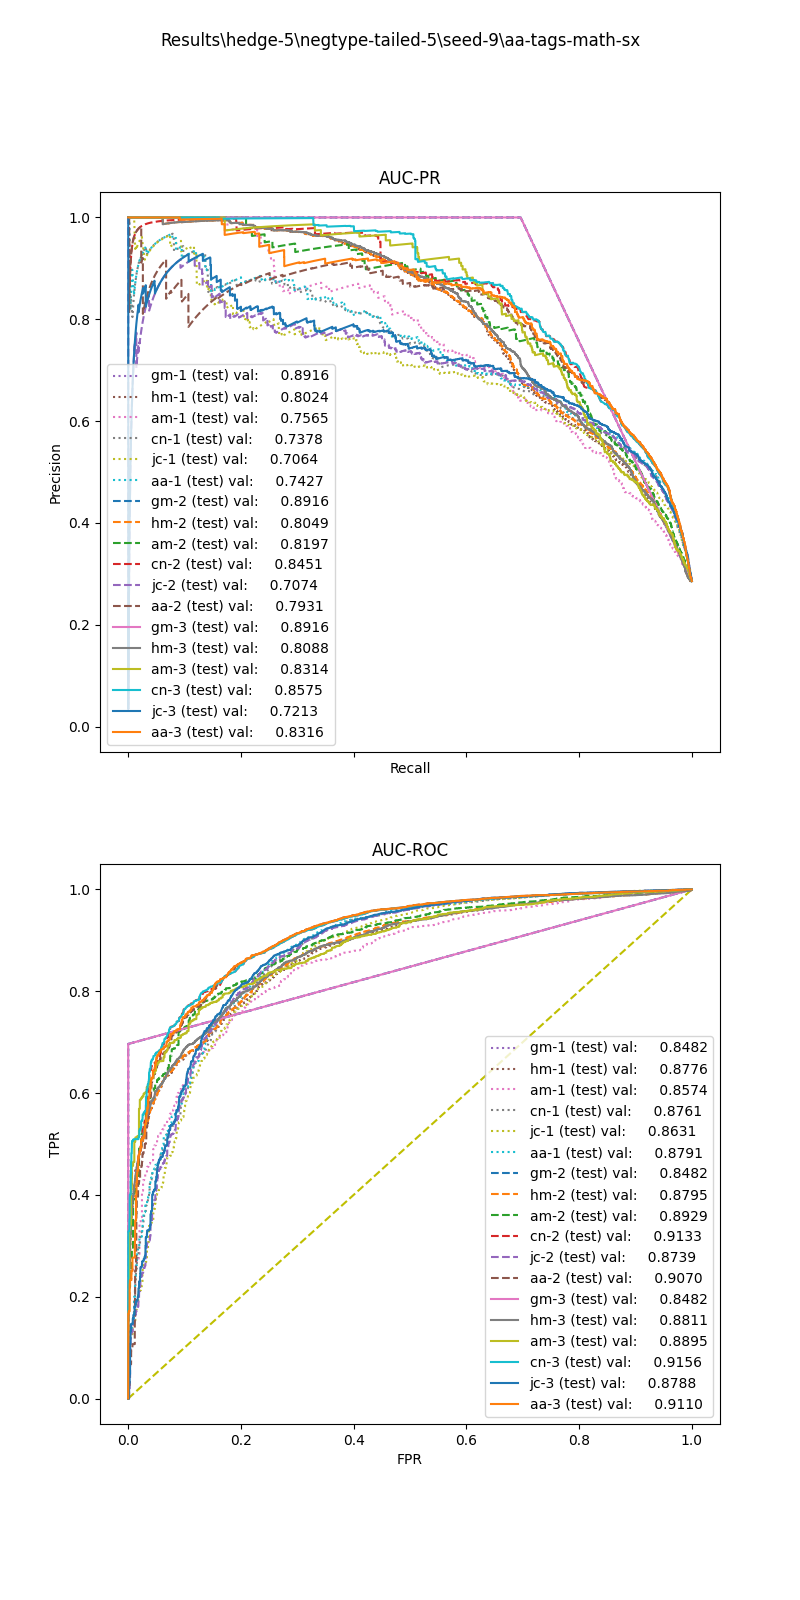 Results\hedge-5\negtype-tailed-5\seed-9\aa-tags-math-sx
AUC-PR
1.0
0.8
0.6
0.4
0.2
0.0
Precision
gm-1 (test) val: 0.8916
hm-1 (test) val: 0.8024
am-1 (test) val: 0.7565
cn-1 (test) val: 0.7378
jc-1 (test) val: 0.7064
aa-1 (test) val: 0.7427
gm-2 (test) val: 0.8916
hm-2 (test) val: 0.8049
am-2 (test) val: 0.8197
cn-2 (test) val: 0.8451
jc-2 (test) val: 0.7074
aa-2 (test) val: 0.7931
gm-3 (test) val: 0.8916
hm-3 (test) val: 0.8088
am-3 (test) val: 0.8314
cn-3 (test) val: 0.8575
jc-3 (test) val: 0.7213
aa-3 (test) val: 0.8316
Recall
AUC-ROC
1.0
0.8
0.6
0.4
0.2
0.0
TPR
gm-1 (test) val: 0.8482
hm-1 (test) val: 0.8776
am-1 (test) val: 0.8574
cn-1 (test) val: 0.8761
jc-1 (test) val: 0.8631
aa-1 (test) val: 0.8791
gm-2 (test) val: 0.8482
hm-2 (test) val: 0.8795
am-2 (test) val: 0.8929
cn-2 (test) val: 0.9133
jc-2 (test) val: 0.8739
aa-2 (test) val: 0.9070
gm-3 (test) val: 0.8482
hm-3 (test) val: 0.8811
am-3 (test) val: 0.8895
cn-3 (test) val: 0.9156
jc-3 (test) val: 0.8788
aa-3 (test) val: 0.9110
0.0 0.2 0.4 0.6 0.8 1.0
FPR